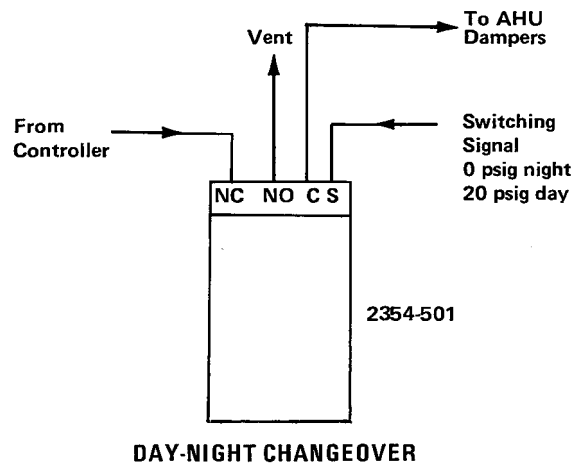 To AHU
Dampers
Vent
From
Controller
Switching
Signal
0 psig night
20 psig day
NC NO C S
2354-501
DAY-NIGHT CHANGEOVER